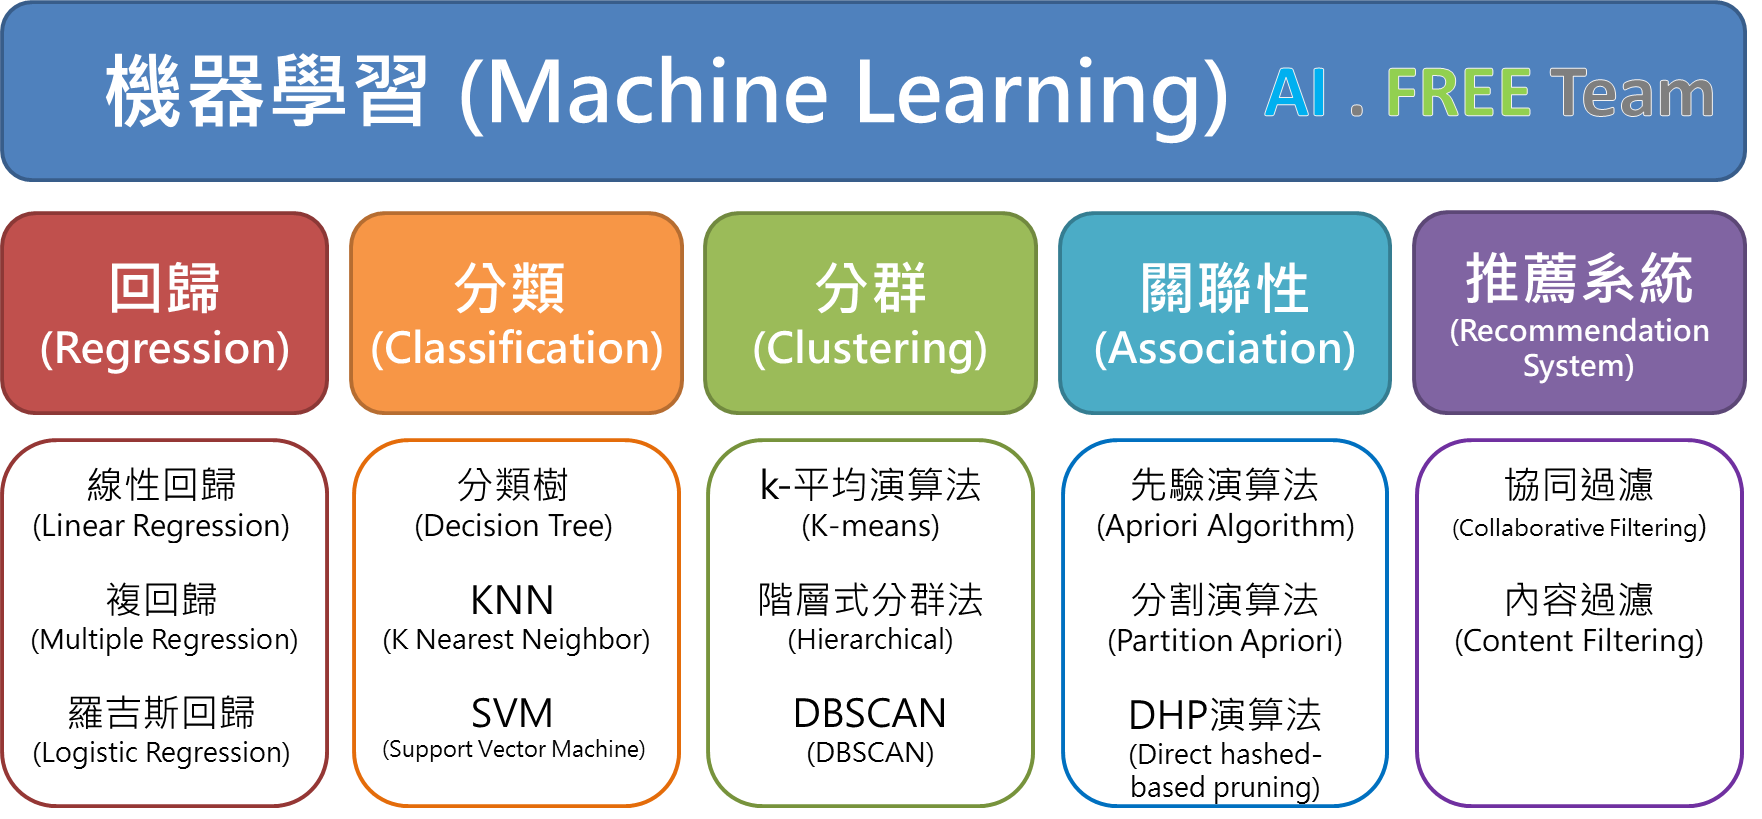 機器學習 (Machine Learning) AI . FREE Team
回歸
(Regression)
線性回歸
(Linear Regression)
複回歸
(Multiple Regression)
羅吉斯回歸
(Logistic Regression)
分類
(Classification)
分類樹
(Decision Tree)
KNN
(K Nearest Neighbor)
SVM
(Support Vector Machine)
分群
(Clustering)
k-平均演算法
(K-means)
階層式分群法
(Hierarchical)
DBSCAN
(DBSCAN)
關聯性
(Association)
先驗演算法
(Apriori Algorithm)
分割演算法
(Partition Apriori)
DHP演算法
(Direct hashed-
based pruning)
推薦系統
(Recommendation
System)
協同過濾
(Collaborative Filtering)
內容過濾
(Content Filtering)